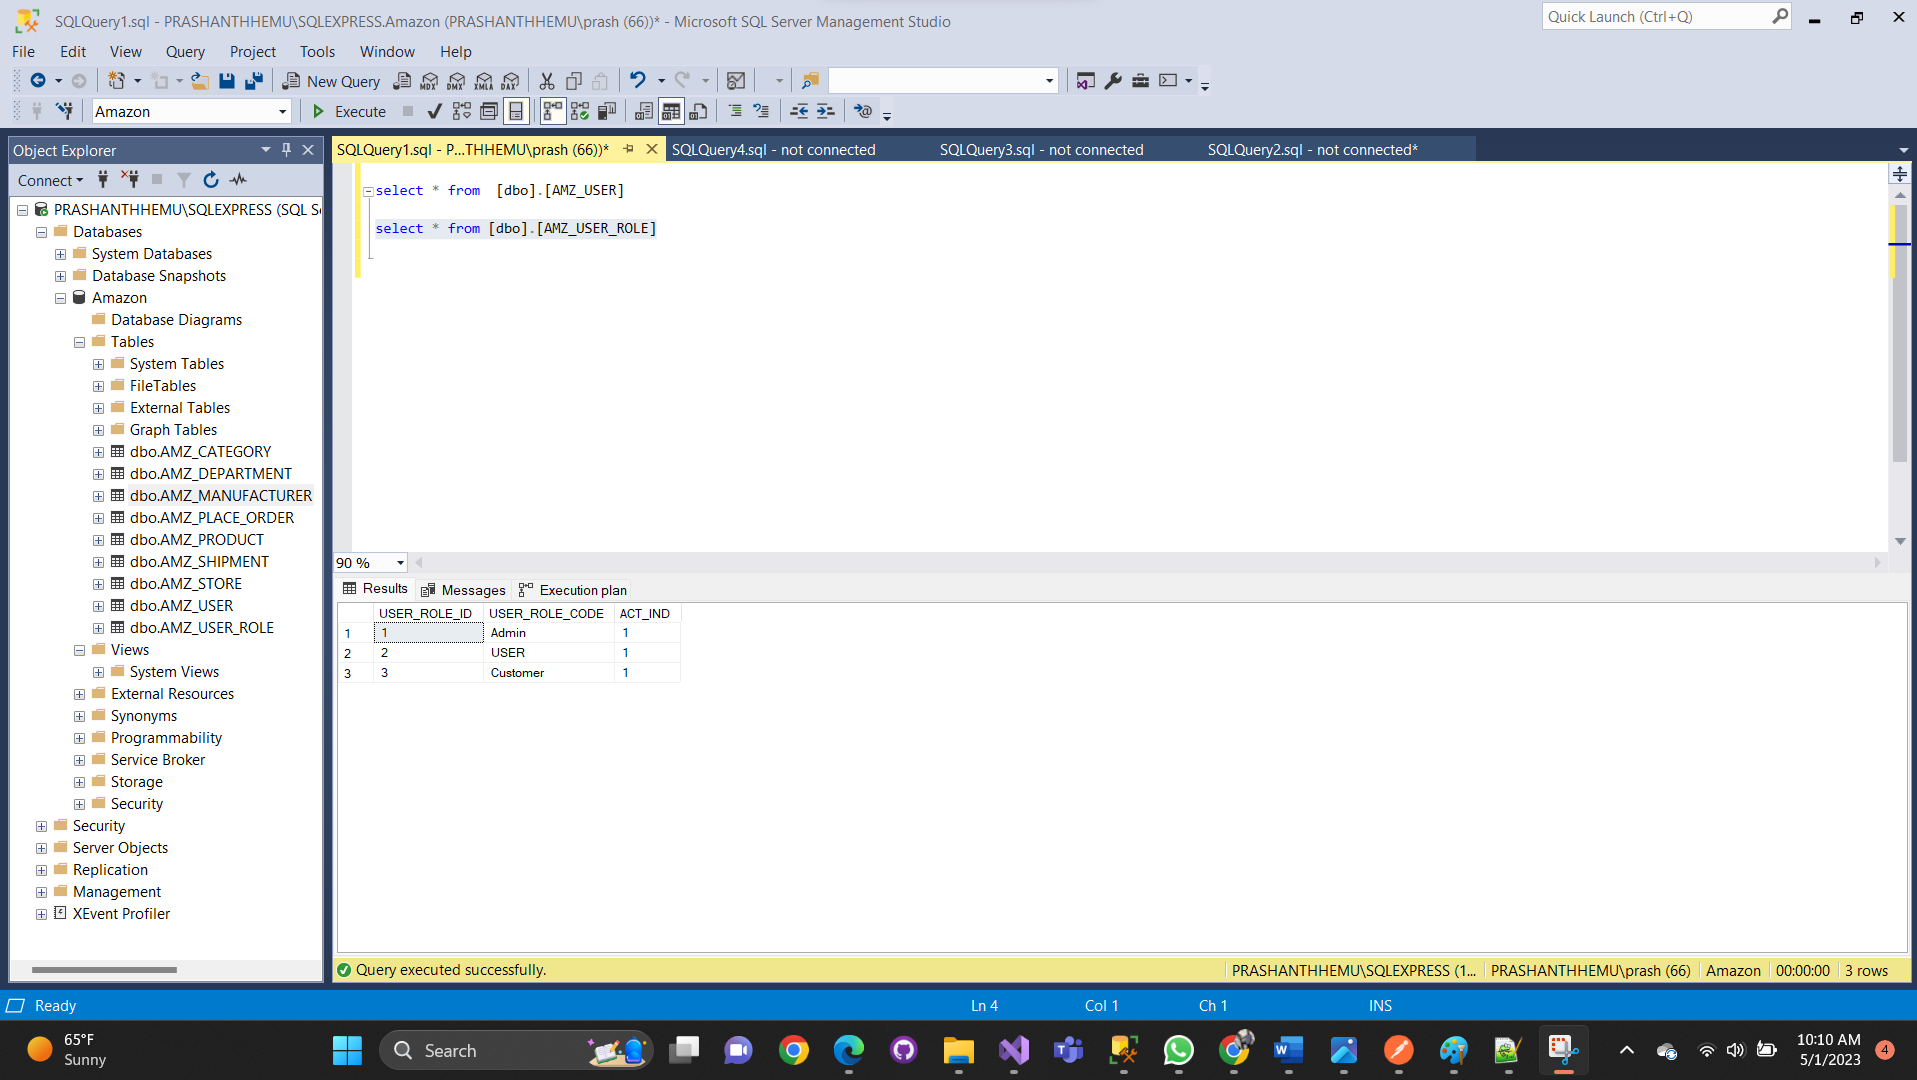 SQLQuery1.sql - PRASHANTHHEMU\SQLEXPRESS.Amazon (PRASHANTHHEMU\prash (66))* - Microsoft SQL Server Management Studio
Quick Launch (Ctrl+Q)
File Edit View Query Project Tools Window Help
New Query MDX DMX XMLA DAX
Amazon Execute
Object Explorer
Connect
PRASHANTHHEMU\SQLEXPRESS (SQL S
Databases
System Databases
Database Snapshots
Amazon
Database Diagrams
Tables
System Tables
FileTables
External Tables
Graph Tables
dbo.AMZ_CATEGORY
dbo.AMZ_DEPARTMENT
dbo.AMZ_MANUFACTURER
dbo.AMZ_PLACE_ORDER
dbo.AMZ_PRODUCT
dbo.AMZ_SHIPMENT
dbo.AMZ_STORE
dbo.AMZ_USER
dbo.AMZ_USER_ROLE
Views
System Views
External Resources
Synonyms
Programmability
Service Broker
Storage
Security
Security
Server Objects
Replication
Management
XEvent Profiler
SQLQuery1.sql - P...THHEMU\prash (66))* SQLQuery4.sql - not connected SQLQuery3.sql - not connected SQLQuery2.sql - not connected*
select * from [dbo].[AMZ_USER]
select * from [dbo].[AMZ_USER_ROLE]
90 %
Results Messages Execution plan
USER_ROLE_ID USER_ROLE_CODE ACT_IND
1 1 Admin 1
2 2 USER 1
3 3 Customer 1
Query executed successfully. PRASHANTHHEMU\SQLEXPRESS (1... PRASHANTHHEMU\prash (66) Amazon 00:00:00 3 rows
Ready Ln 4 Col 1 Ch 1 INS
65°F
Sunny
Search
10:10 AM
5/1/2023
4